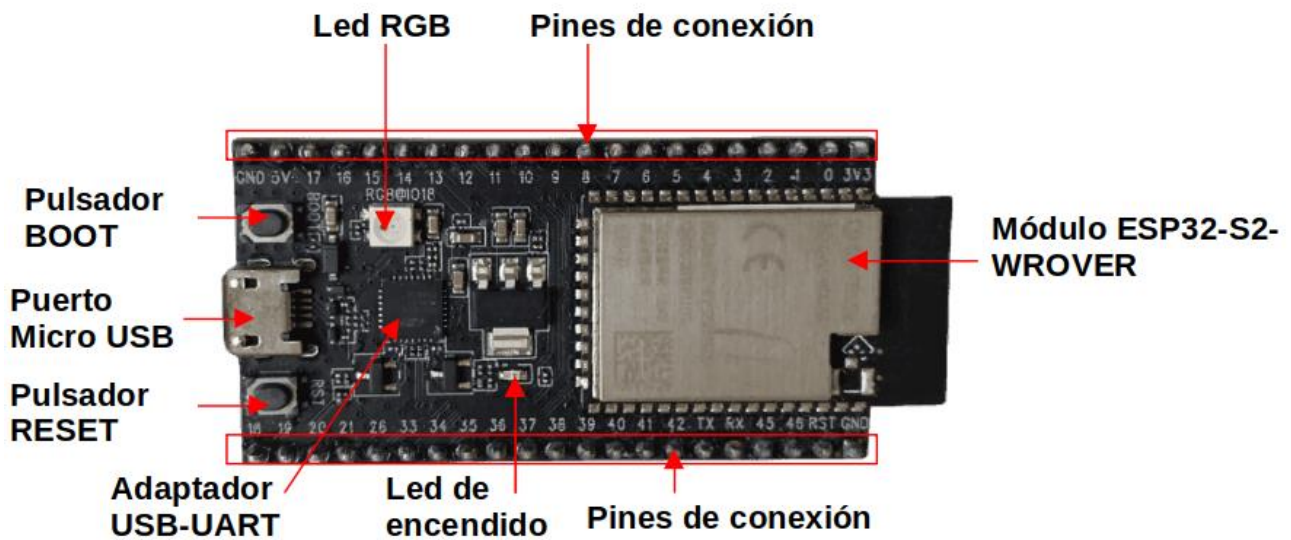 Led RGB
Pines de conexión
GND 5V 17 16 15 14 13 12 11 10 9 8 7 6 5 4 3 2 1 0 3V3
RGB@IO18
BOOT
Pulsador
BOOT
Módulo ESP32-S2-
WROVER
Puerto
Micro USB
Pulsador
RESET
RST
18 19 20 21 26 33 34 35 36 37 38 39 40 41 42 TX RX 45 46 RST GND
Adaptador
USB-UART
Led de
encendido
Pines de conexión